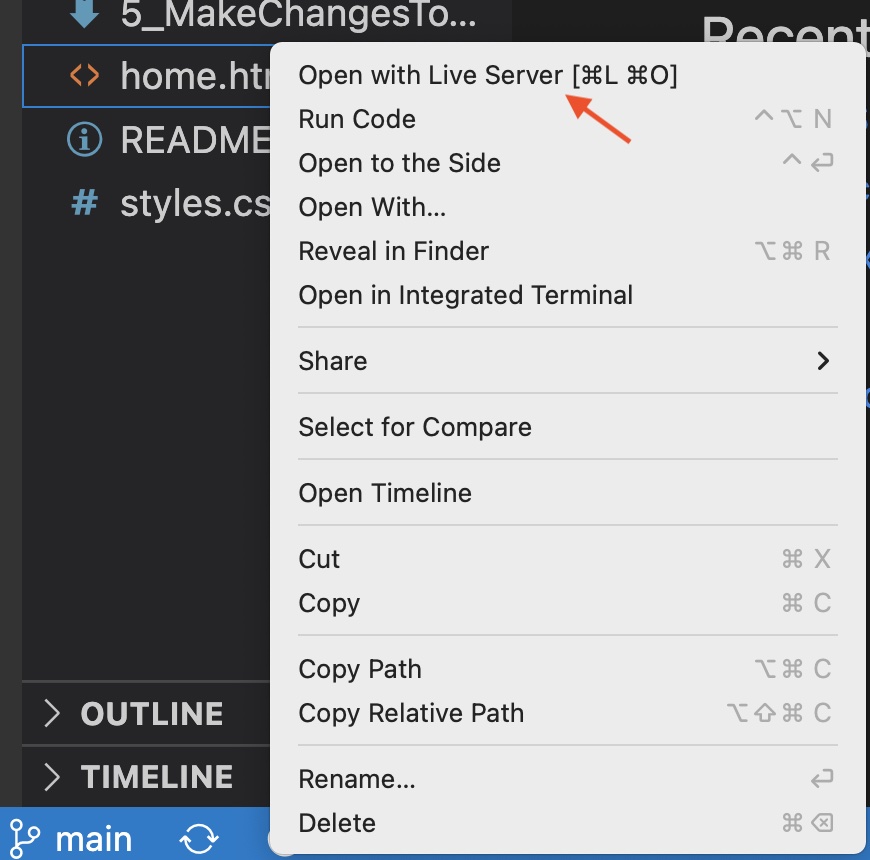 5_MakeChangesTo...
Recent
home.ht
Open with Live Server [⌘L ⌘O]
Run Code ⌃⌥ N
README
Open to the Side ⌃↩
styles.cs
Open With...
Reveal in Finder ⌥⌘ R
Open in Integrated Terminal
Share
Select for Compare
Open Timeline
Cut ⌘ X
Copy ⌘ C
Copy Path ⌥⌘ C
Copy Relative Path ⌥⇧⌘ C
OUTLINE
TIMELINE
Rename... ↩
Delete ⌘⌫
main